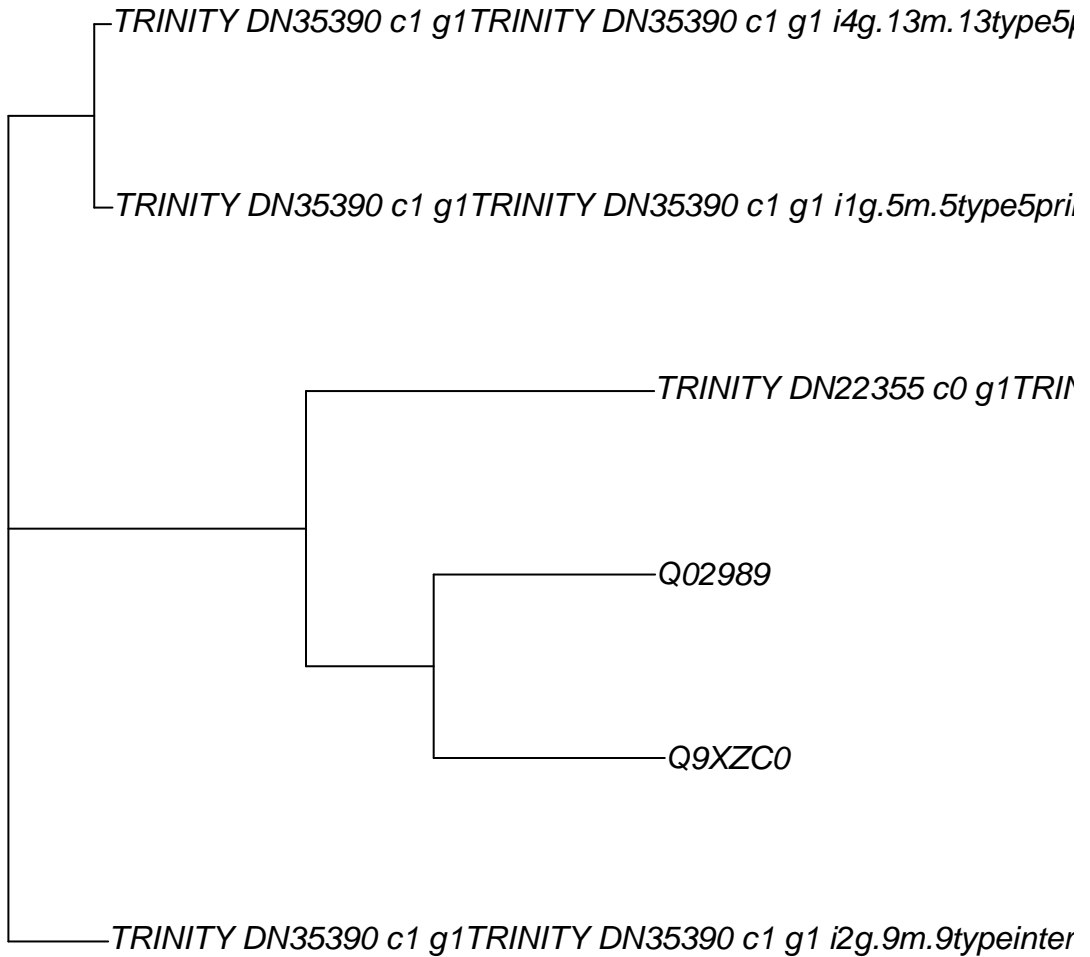 TRINITY DN35390 c1 g1TRINITY DN35390 c1 g1 i4g.13m.13type5p
TRINITY DN35390 c1 g1TRINITY DN35390 c1 g1 i1g.5m.5type5pri
TRINITY DN22355 c0 g1TRIN
Q02989
Q9XZC0
TRINITY DN35390 c1 g1TRINITY DN35390 c1 g1 i2g.9m.9typeinter